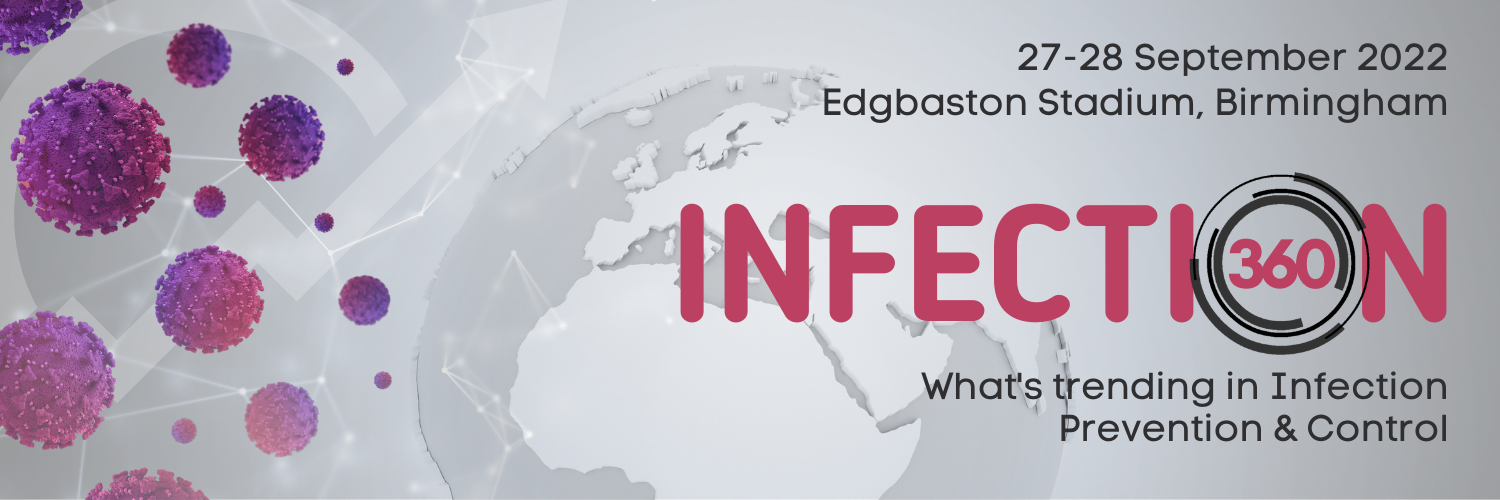 27-28 September 2022
Edgbaston Stadium, Birmingham
INFECTI360N
What's trending in Infection
Prevention & Control